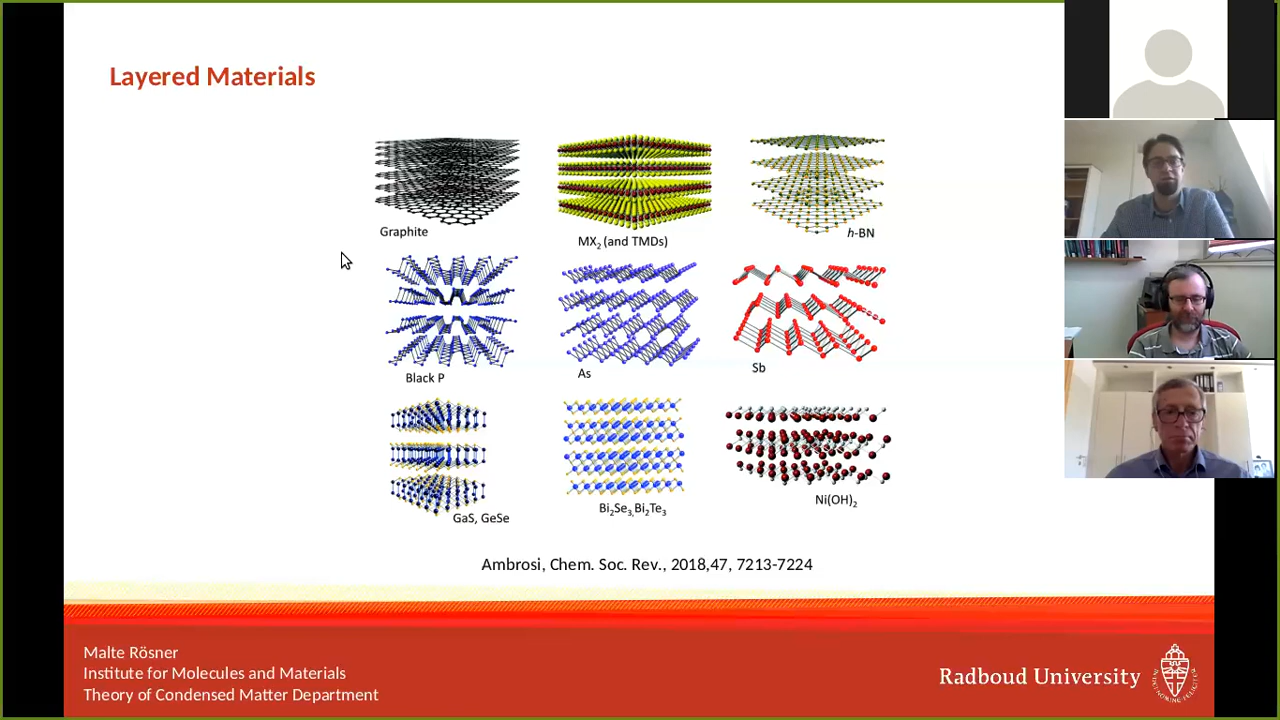 Layered Materials
Graphite
MX₂ (and TMDs)
h-BN
Black P
As
Sb
GaS, GeSe
Bi₂Se₃,Bi₂Te₃
Ni(OH)₂
Ambrosi, Chem. Soc. Rev., 2018,47, 7213-7224
Malte Rösner
Institute for Molecules and Materials
Theory of Condensed Matter Department
Radboud University